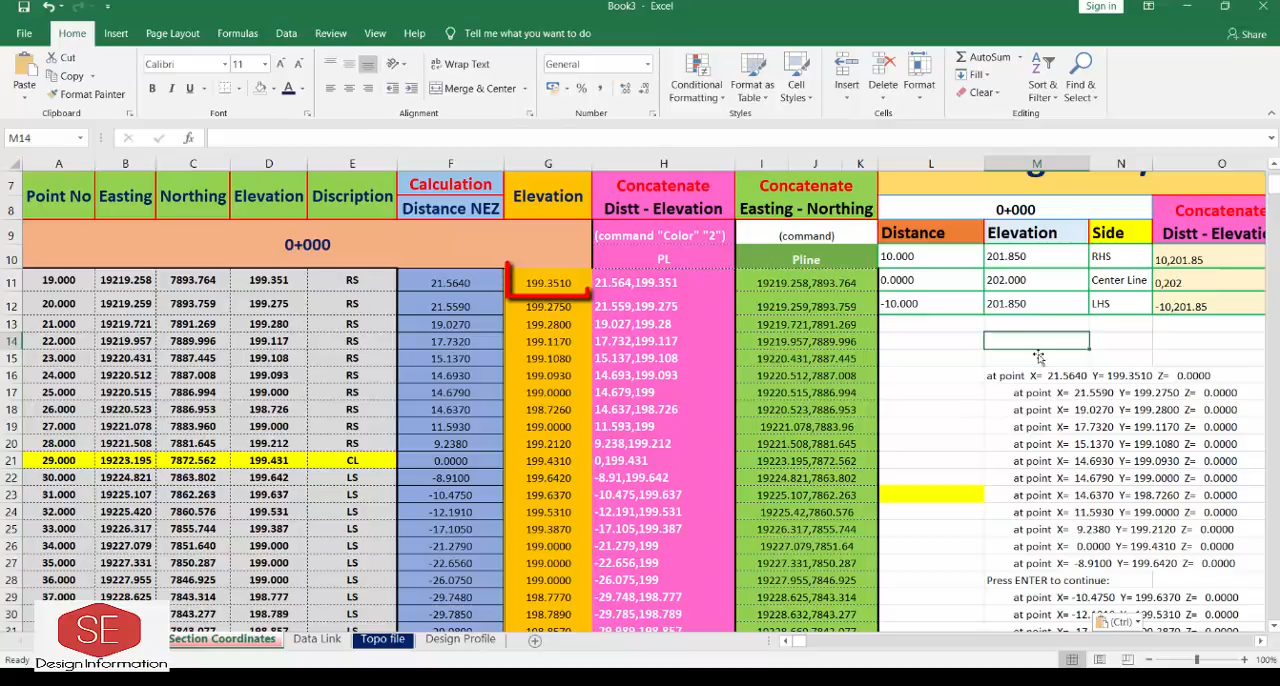 Book3 - Excel
Sign in
File Home Insert Page Layout Formulas Data Review View Help Tell me what you want to do Share
Paste Cut Copy Format Painter
Calibri 11
B I U
Wrap Text
Merge & Center
General
% ,
Conditional Formatting Format as Table Cell Styles
Insert Delete Format
AutoSum Fill Clear
Sort & Filter Find & Select
Clipboard Font Alignment Number Styles Cells Editing
M14 fx
A B C D E F G H I J K L M N O
7 Point No Easting Northing Elevation Discription Calculation Elevation Concatenate Concatenate
8 Distance NEZ Distt - Elevation Easting - Northing 0+000 Concatenate
9 0+000 (command "Color" "2") (command) Distance Elevation Side Distt - Elevati
10 PL Pline 10.000 201.850 RHS 10,201.85
11 19.000 19219.258 7893.764 199.351 RS 21.5640 199.3510 21.564,199.351 19219.258,7893.764 0.0000 202.000 Center Line 0,202
12 20.000 19219.259 7893.759 199.275 RS 21.5590 199.2750 21.559,199.275 19219.259,7893.759 -10.000 201.850 LHS -10,201.85
13 21.000 19219.721 7891.269 199.280 RS 19.0270 199.2800 19.027,199.28 19219.721,7891.269
14 22.000 19219.957 7889.996 199.117 RS 17.7320 199.1170 17.732,199.117 19219.957,7889.996
15 23.000 19220.431 7887.445 199.108 RS 15.1370 199.1080 15.137,199.108 19220.431,7887.445
16 24.000 19220.512 7887.008 199.093 RS 14.6930 199.0930 14.693,199.093 19220.512,7887.008 at point X= 21.5640 Y= 199.3510 Z= 0.0000
17 25.000 19220.515 7886.994 199.000 RS 14.6790 199.0000 14.679,199 19220.515,7886.994 at point X= 21.5590 Y= 199.2750 Z= 0.0000
18 26.000 19220.523 7886.953 198.726 RS 14.6370 198.7260 14.637,198.726 19220.523,7886.953 at point X= 19.0270 Y= 199.2800 Z= 0.0000
19 27.000 19221.078 7883.960 199.000 RS 11.5930 199.0000 11.593,199 19221.078,7883.96 at point X= 17.7320 Y= 199.1170 Z= 0.0000
20 28.000 19221.508 7881.645 199.212 RS 9.2380 199.2120 9.238,199.212 19221.508,7881.645 at point X= 15.1370 Y= 199.1080 Z= 0.0000
21 29.000 19223.195 7872.562 199.431 CL 0.0000 199.4310 0,199.431 19223.195,7872.562 at point X= 14.6930 Y= 199.0930 Z= 0.0000
22 30.000 19224.821 7863.802 199.642 LS -8.9100 199.6420 -8.91,199.642 19224.821,7863.802 at point X= 14.6790 Y= 199.0000 Z= 0.0000
23 31.000 19225.107 7862.263 199.637 LS -10.4750 199.6370 -10.475,199.637 19225.107,7862.263 at point X= 14.6370 Y= 198.7260 Z= 0.0000
24 32.000 19225.420 7860.576 199.531 LS -12.1910 199.5310 -12.191,199.531 19225.42,7860.576 at point X= 11.5930 Y= 199.0000 Z= 0.0000
25 33.000 19226.317 7855.744 199.387 LS -17.1050 199.3870 -17.105,199.387 19226.317,7855.744 at point X= 9.2380 Y= 199.2120 Z= 0.0000
26 34.000 19227.079 7851.640 199.000 LS -21.2790 199.0000 -21.279,199 19227.079,7851.64 at point X= 0.0000 Y= 199.4310 Z= 0.0000
27 35.000 19227.331 7850.287 199.000 LS -22.6560 199.0000 -22.656,199 19227.331,7850.287 at point X= -8.9100 Y= 199.6420 Z= 0.0000
28 36.000 19227.955 7846.925 199.000 LS -26.0750 199.0000 -26.075,199 19227.955,7846.925 Press ENTER to continue:
29 37.000 19228.625 7843.314 198.777 LS -29.7480 198.7770 -29.748,198.777 19228.625,7843.314 at point X= -10.4750 Y= 199.6370 Z= 0.0000
30 7843.277 198.789 LS -29.7850 198.7890 -29.785,198.789 19228.632,7843.277 at point Y= 199.5310 Z= 0.0000
(Ctrl)
SE
Design Information
Section Coordinates Data Link Topo file Design Profile
Ready 100%